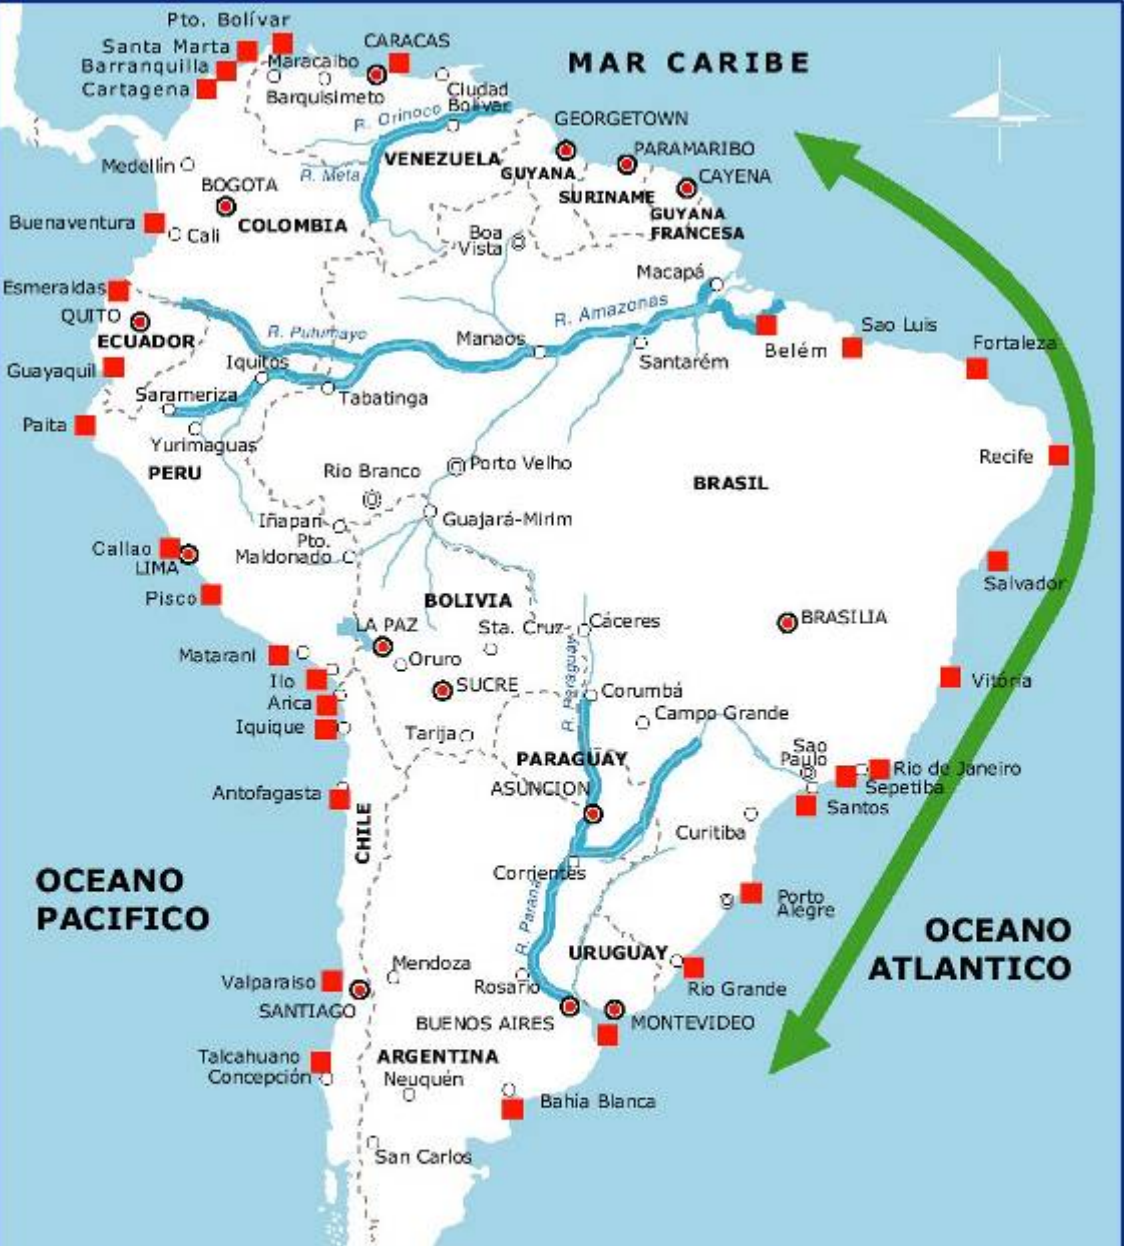 Pto. Bolívar
Santa Marta
CARACAS
Barranquilla
Maracaibo
MAR CARIBE
Cartagena
Barquisimeto
Ciudad
Bolívar
R. Orinoco
GEORGETOWN
Medellín
R. Meta
VENEZUELA
PARAMARIBO
BOGOTA
GUYANA
CAYENA
SURINAME
Buenaventura
COLOMBIA
GUYANA
FRANCESA
Cali
Boa
Vista
Macapá
Esmeraldas
QUITO
R. Putumayo
R. Amazonas
ECUADOR
Manaos
Sao Luis
Iquitos
Santarém
Belém
Fortaleza
Guayaquil
Sarameriza
Tabatinga
Paita
Yurimaguas
PERU
Rio Branco
Porto Velho
BRASIL
Recife
Iñapari
Guajará-Mirim
Pto.
Maldonado
Callao
LIMA
Salvador
Pisco
BOLIVIA
LA PAZ
Sta. Cruz
Cáceres
BRASILIA
Matarani
Oruro
R. Paraguay
Ilo
SUCRE
Corumbá
Vitória
Arica
Campo Grande
Iquique
Tarija
Sao
Paulo
PARAGUAY
Rio de Janeiro
ASUNCION
Sepetiba
Antofagasta
Santos
CHILE
Curitiba
OCEANO
PACIFICO
Corrientes
Porto
Alegre
R. Parana
OCEANO
ATLANTICO
URUGUAY
Mendoza
Valparaiso
Rosario
Rio Grande
SANTIAGO
BUENOS AIRES
MONTEVIDEO
Talcahuano
ARGENTINA
Concepción
Neuquén
Bahia Blanca
San Carlos